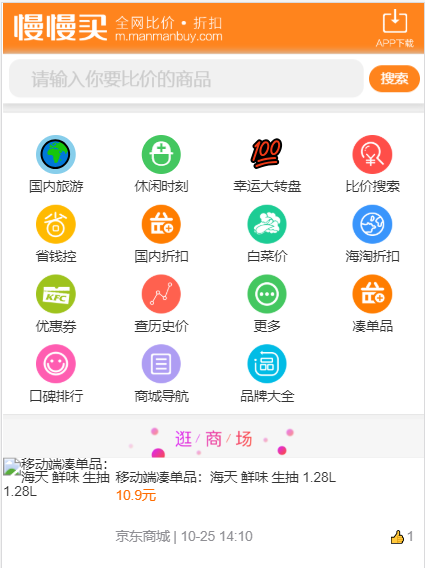 慢慢买 全网比价·折扣
m.manmanbuy.com
APP下载
请输入你要比价的商品 搜索
国内旅游 休闲时刻 幸运大转盘 比价搜索
100
省钱控 国内折扣 白菜价 海淘折扣
KFC
优惠券 查历史价 更多 凑单品
口碑排行 商城导航 品牌大全
品
逛 / 商 / 场
移动端凑单品：
海天 鲜味 生抽
1.28L
移动端凑单品：海天 鲜味 生抽 1.28L
10.9元
京东商城 | 10-25 14:10 1